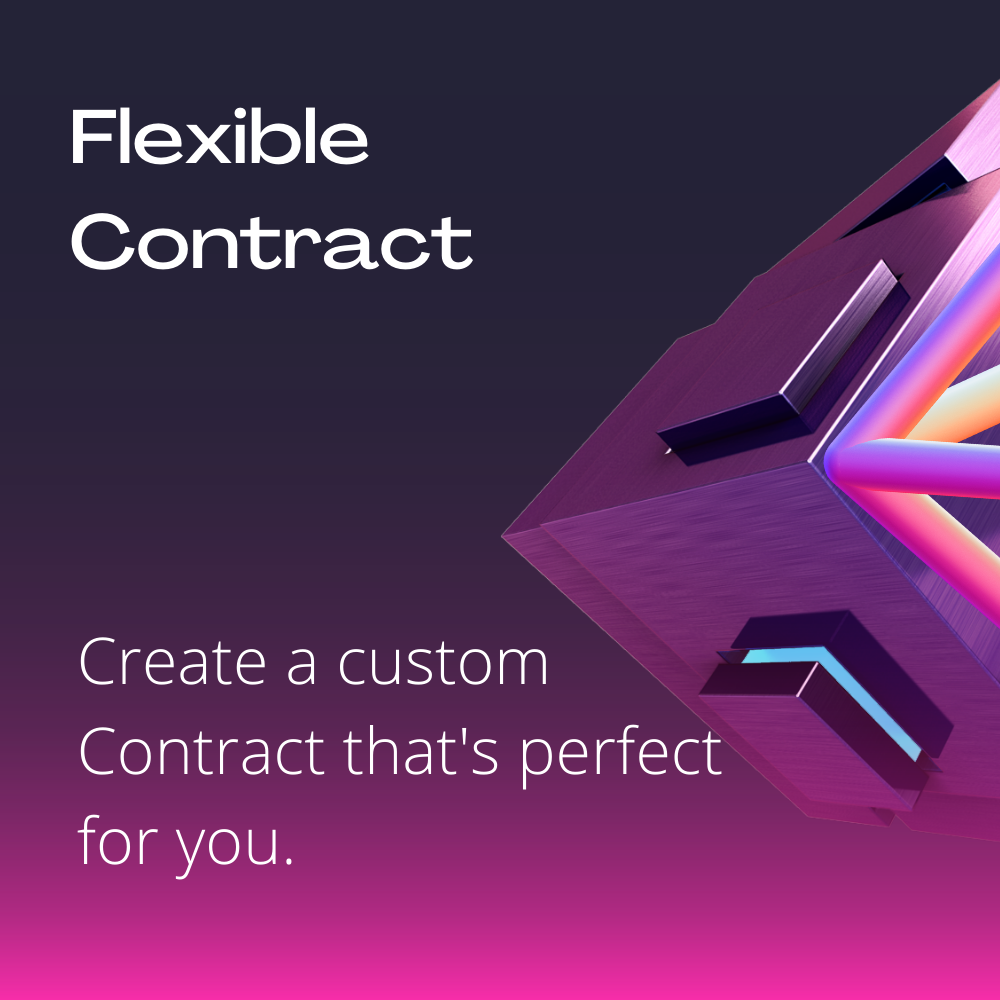 Flexible
Contract
Create a custom
Contract that's perfect
for you.